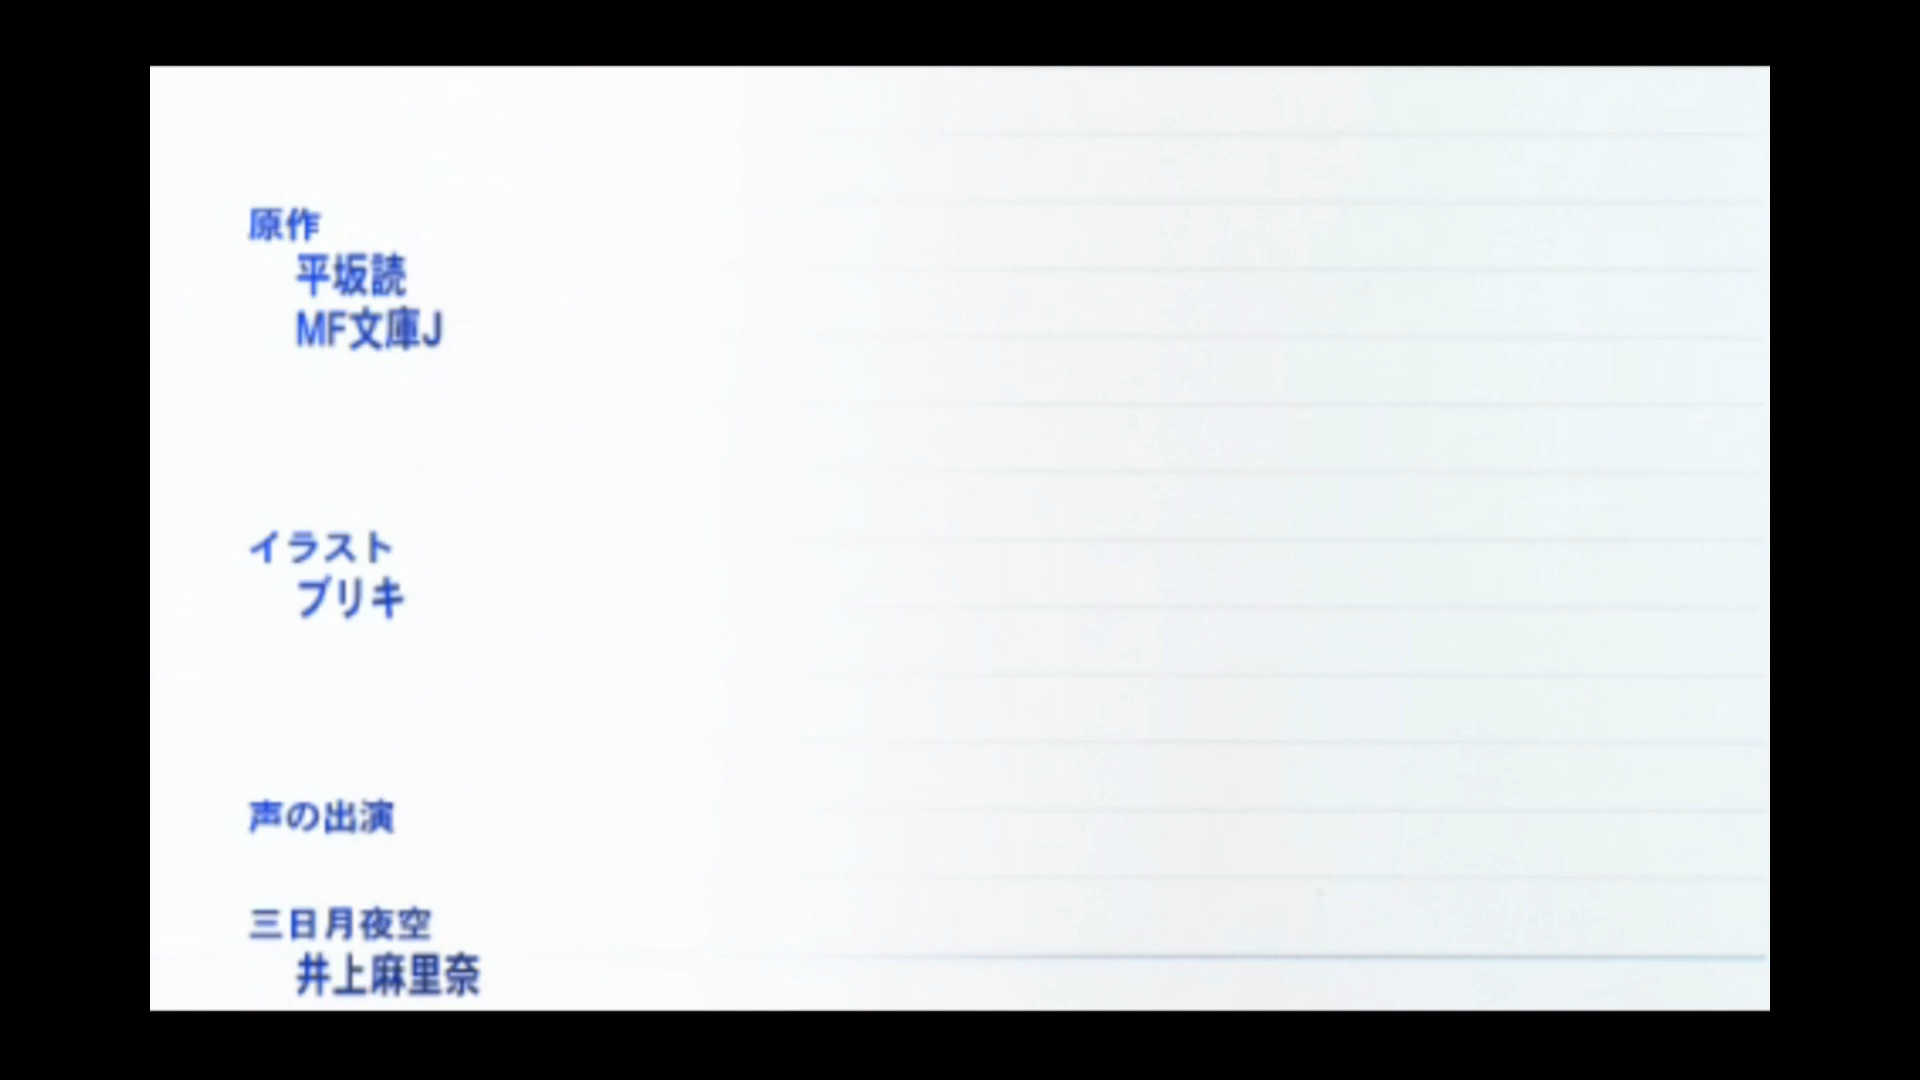 原作
平坂読
MF文庫J
イラスト
ブリキ
声の出演
三日月夜空
井上麻里奈